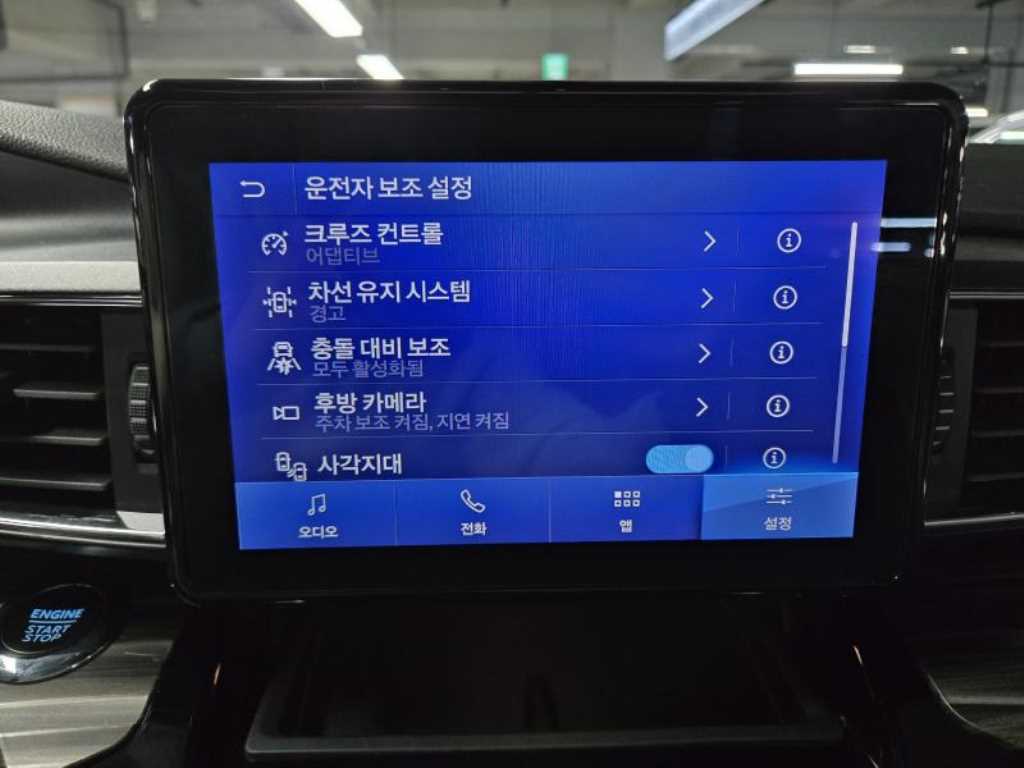 운전자 보조 설정
크루즈 컨트롤
어댑티브
차선 유지 시스템
경고
충돌 대비 보조
모두 활성화됨
후방 카메라
주차 보조 켜짐, 지연 켜짐
사각지대
오디오
전화
앱
설정
ENGINE
START
STOP